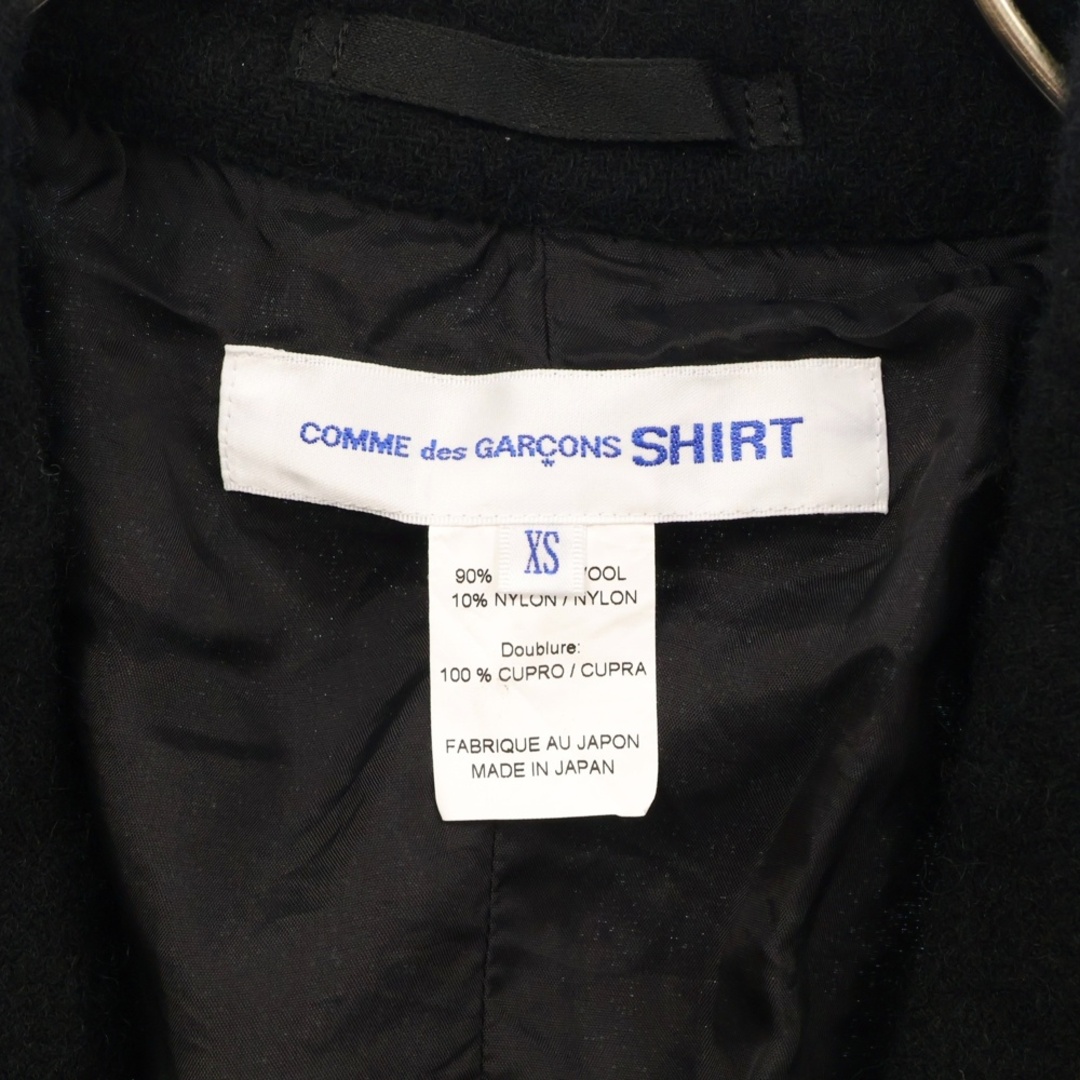 COMME des GARÇONS SHIRT
XS
90% OOL
10% NYLON / NYLON
Doublure:
100 % CUPRO / CUPRA
FABRIQUE AU JAPON
MADE IN JAPAN